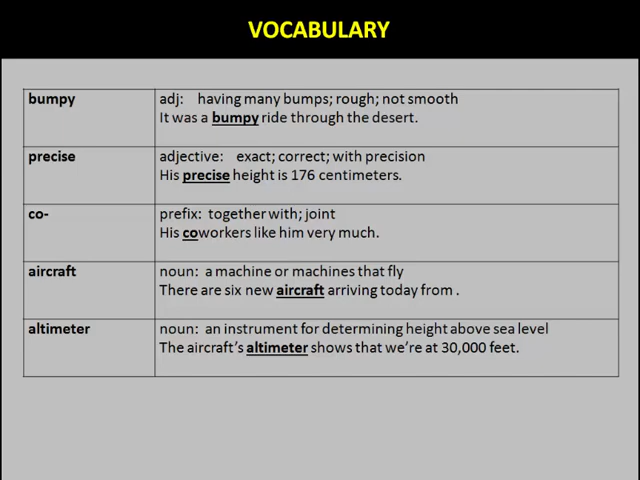 VOCABULARY
bumpy
adj: having many bumps; rough; not smooth
It was a bumpy ride through the desert.
precise
adjective: exact; correct; with precision
His precise height is 176 centimeters.
co-
prefix: together with; joint
His coworkers like him very much.
aircraft
noun: a machine or machines that fly
There are six new aircraft arriving today from .
altimeter
noun: an instrument for determining height above sea level
The aircraft's altimeter shows that we're at 30,000 feet.